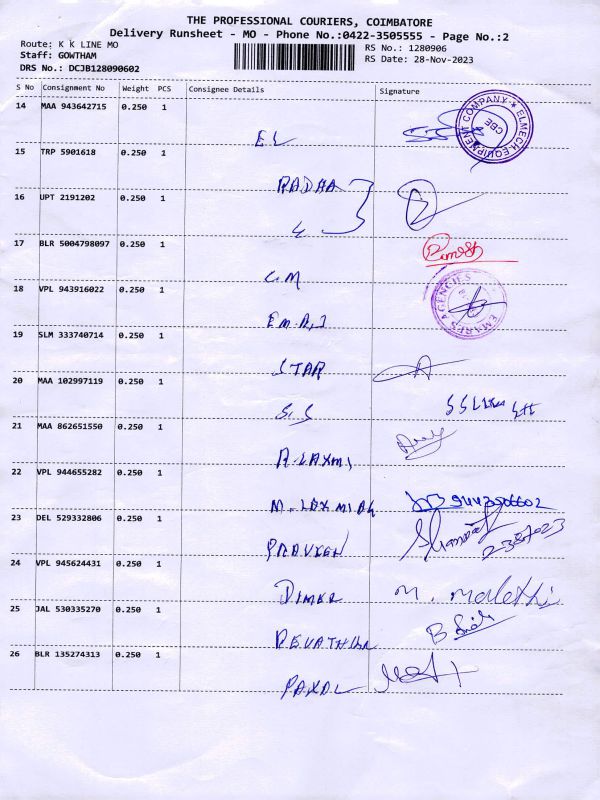 THE PROFESSIONAL COURIERS, COIMBATORE
Delivery Runsheet - MO - Phone No.:0422-3505555 - Page No.:2
Route: K K LINE MO
Staff: GOWTHAM
DRS No.: DCJB128090602
RS No.: 1280906
RS Date: 28-Nov-2023
S No Consignment No Weight PCS Consignee Details Signature
14 MAA 943642715 0.250 1
EL
ELMECH EQUIPMENT COMPANY
CBE
15 TRP 5901618 0.250 1
RADHA
16 UPT 2191202 0.250 1
17 BLR 5004798097 0.250 1
G.M
18 VPL 943916022 0.250 1
19 SLM 333740714 0.250 1
STAR
20 MAA 102997119 0.250 1
S.S
21 MAA 862651550 0.250 1
A-LAXMI
22 VPL 944655282 0.250 1
23 DEL 529332806 0.250 1
PRAVEEN
24 VPL 945624431 0.250 1
M. Malethi
25 JAL 530335270 0.250 1
26 BLR 135274313 0.250 1